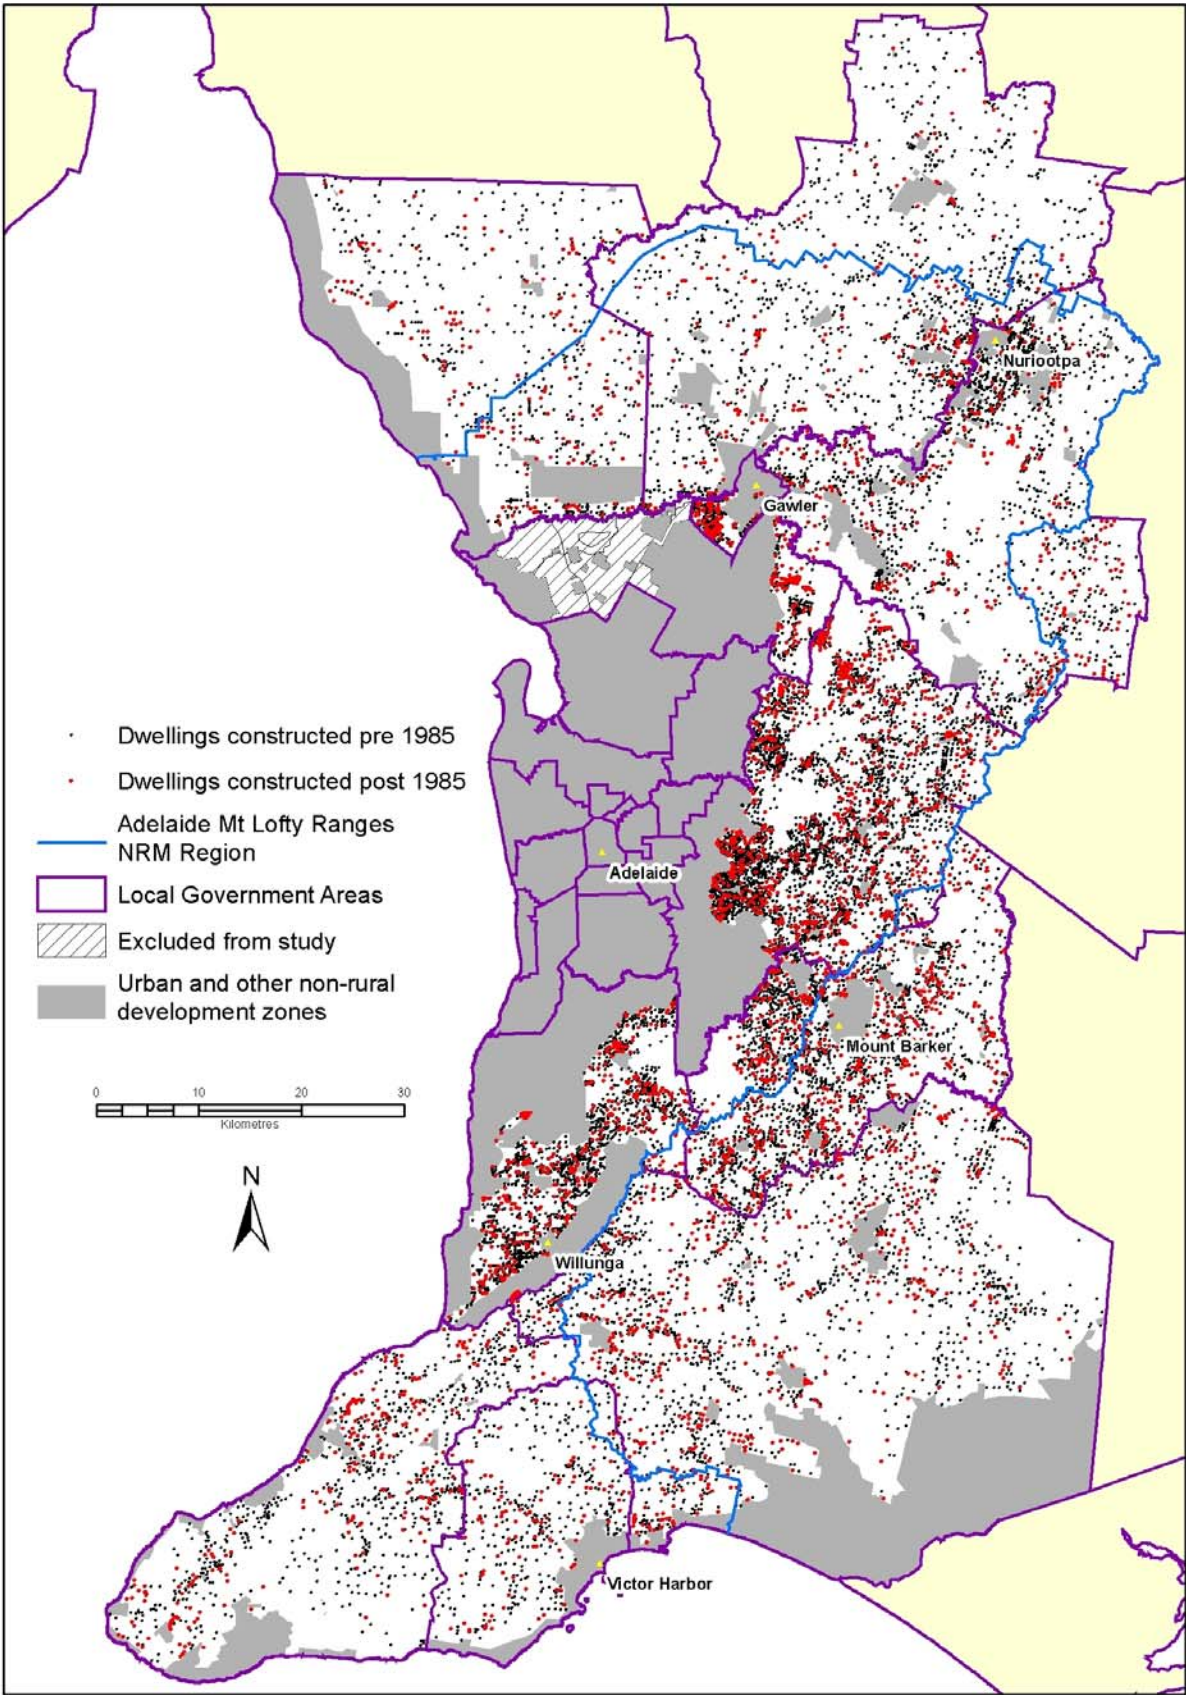 Nuriootpa
Gawler
Dwellings constructed pre 1985
Dwellings constructed post 1985
Adelaide Mt Lofty Ranges
NRM Region
Local Government Areas
Excluded from study
Urban and other non-rural
development zones
Adelaide
Mount Barker
0 10 20 30
Kilometres
N
Willunga
Victor Harbor